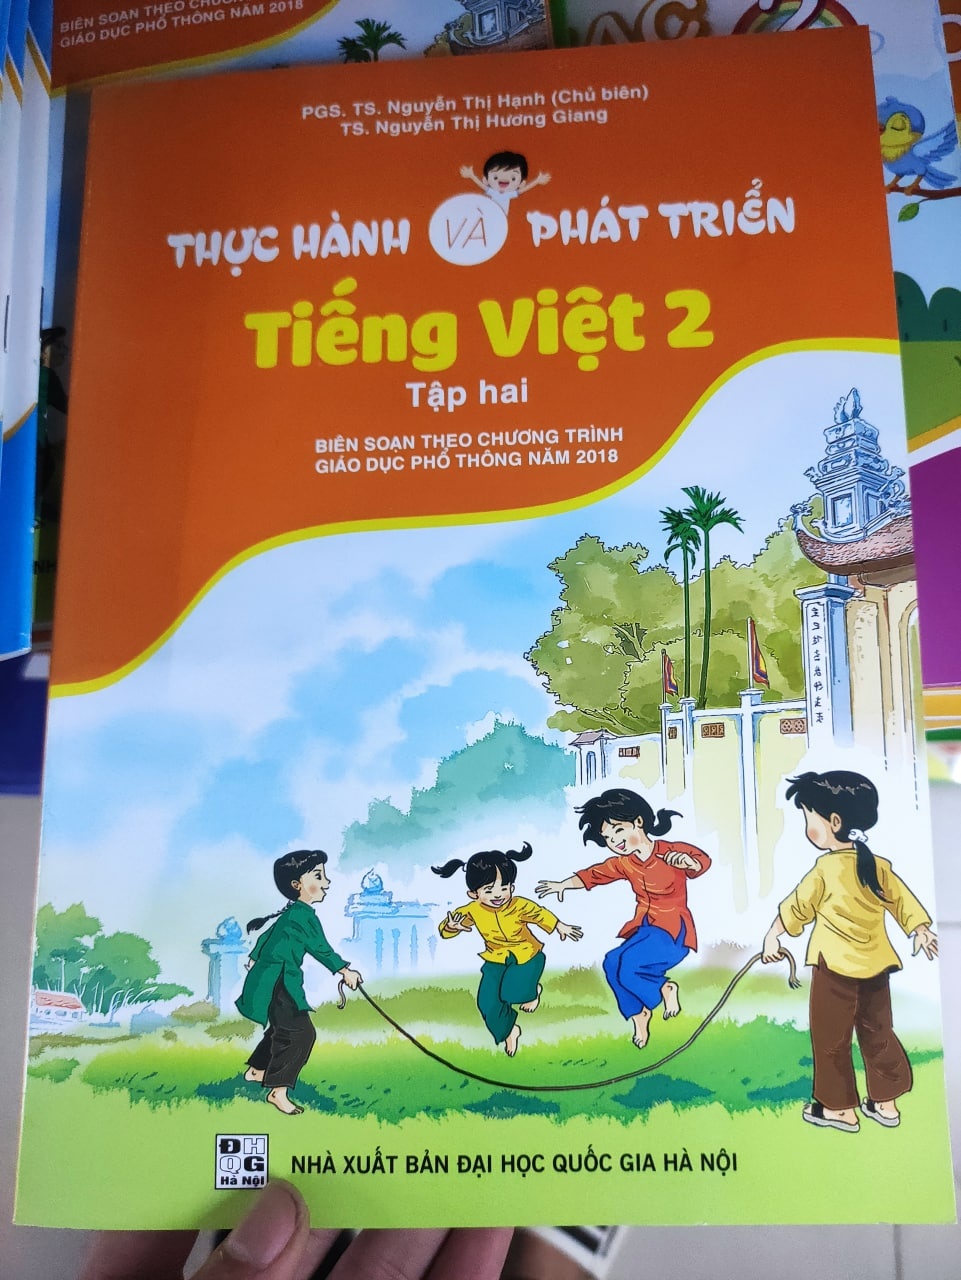 BIÊN SOẠN THEO CHƯƠNG
GIÁO DỤC PHỔ THÔNG NĂM 2018
PGS. TS. Nguyễn Thị Hạnh (Chủ biên)
TS. Nguyễn Thị Hương Giang
THỰC HÀNH VÀ PHÁT TRIỂN
Tiếng Việt 2
Tập hai
BIÊN SOẠN THEO CHƯƠNG TRÌNH
GIÁO DỤC PHỔ THÔNG NĂM 2018
ĐH
QG
Hà Nội
NHÀ XUẤT BẢN ĐẠI HỌC QUỐC GIA HÀ NỘI